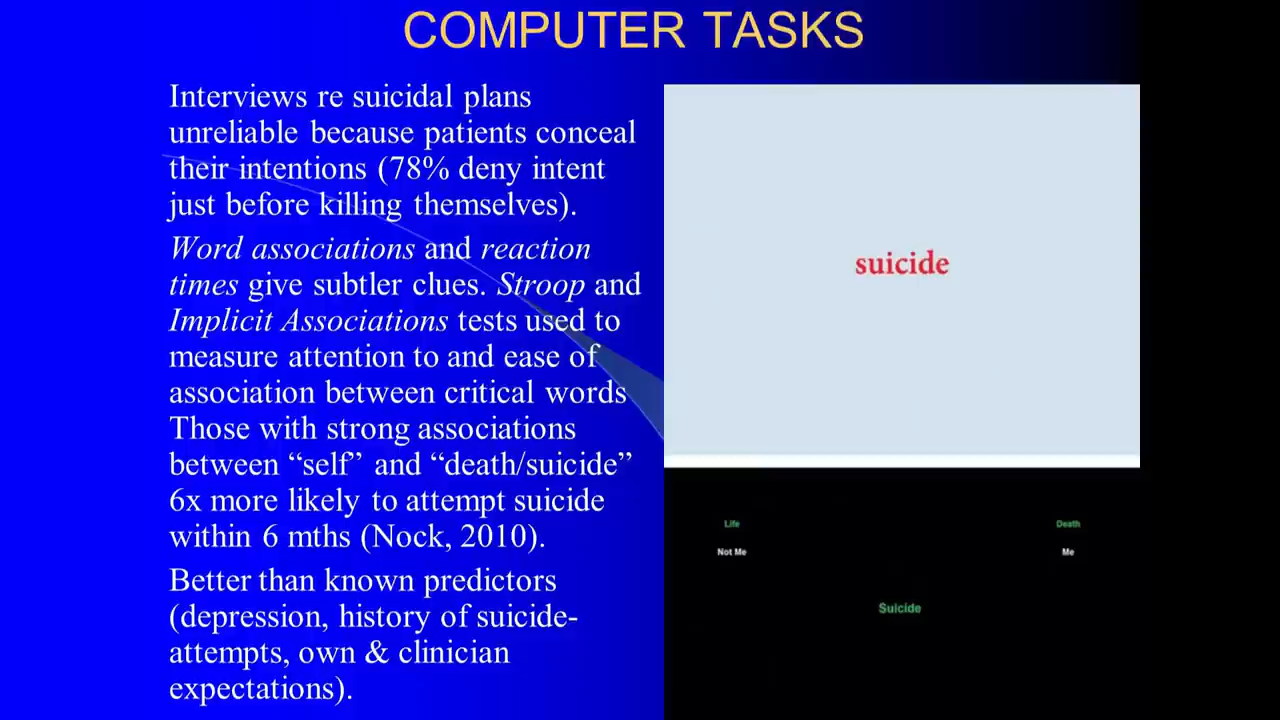 COMPUTER TASKS
Interviews re suicidal plans
unreliable because patients conceal
their intentions (78% deny intent
just before killing themselves).
Word associations and reaction
times give subtler clues. Stroop and
Implicit Associations tests used to
measure attention to and ease of
association between critical words
Those with strong associations
between “self” and “death/suicide”
6x more likely to attempt suicide
within 6 mths (Nock, 2010).
Better than known predictors
(depression, history of suicide-
attempts, own & clinician
expectations).
suicide
Life Death
Not Me Me
Suicide